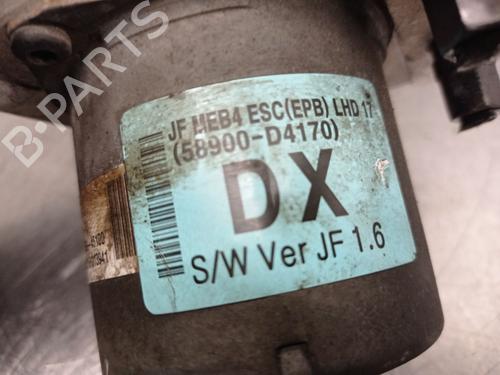 B-PARTS
JF MEB4 ESC(EPB) LHD 17
(58900-D4170)
DX
S/W Ver JF 1.6